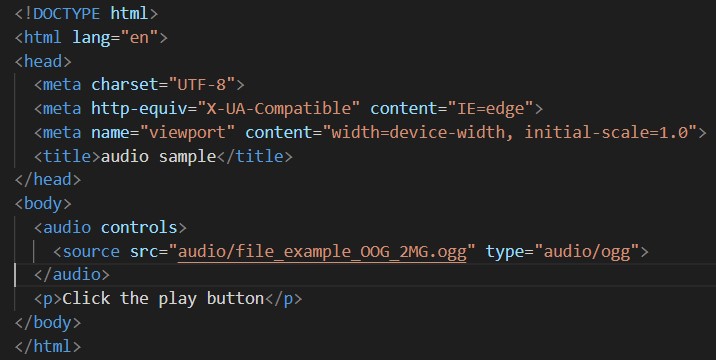 <!DOCTYPE html>
<html lang="en">
<head>
  <meta charset="UTF-8">
  <meta http-equiv="X-UA-Compatible" content="IE=edge">
  <meta name="viewport" content="width=device-width, initial-scale=1.0">
  <title>audio sample</title>
</head>
<body>
  <audio controls>
    <source src="audio/file_example_OOG_2MG.ogg" type="audio/ogg">
  </audio>
  <p>Click the play button</p>
</body>
</html>